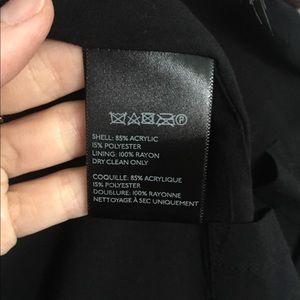 SHELL: 85% ACRYLIC
15% POLYESTER
LINING: 100% RAYON
DRY CLEAN ONLY
COQUILLE: 85% ACRYLIQUE
15% POLYESTER
DOUBLURE: 100% RAYONNE
NETTOYAGE À SEC UNIQUEMENT